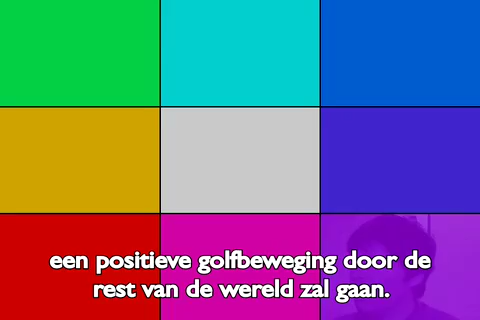 een positieve golfbeweging door de
rest van de wereld zal gaan.